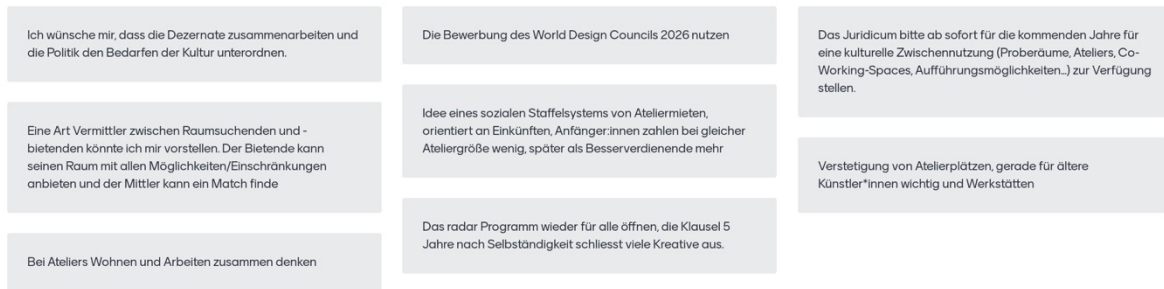 Ich wünsche mir, dass die Dezernate zusammenarbeiten und
die Politik den Bedarfen der Kultur unterordnen.
Eine Art Vermittler zwischen Raumsuchenden und -
bietenden könnte ich mir vorstellen. Der Bietende kann
seinen Raum mit allen Möglichkeiten/Einschränkungen
anbieten und der Mittler kann ein Match finde
Bei Ateliers Wohnen und Arbeiten zusammen denken
Die Bewerbung des World Design Councils 2026 nutzen
Idee eines sozialen Staffelsystems von Ateliermieten,
orientiert an Einkünften, Anfänger:innen zahlen bei gleicher
Ateliergröße wenig, später als Besserverdienende mehr
Das radar Programm wieder für alle öffnen, die Klausel 5
Jahre nach Selbständigkeit schliesst viele Kreative aus.
Das Juridicum bitte ab sofort für die kommenden Jahre für
eine kulturelle Zwischennutzung (Proberäume, Ateliers, Co-
Working-Spaces, Aufführungsmöglichkeiten...) zur Verfügung
stellen.
Verstetigung von Atelierplätzen, gerade für ältere
Künstler*innen wichtig und Werkstätten